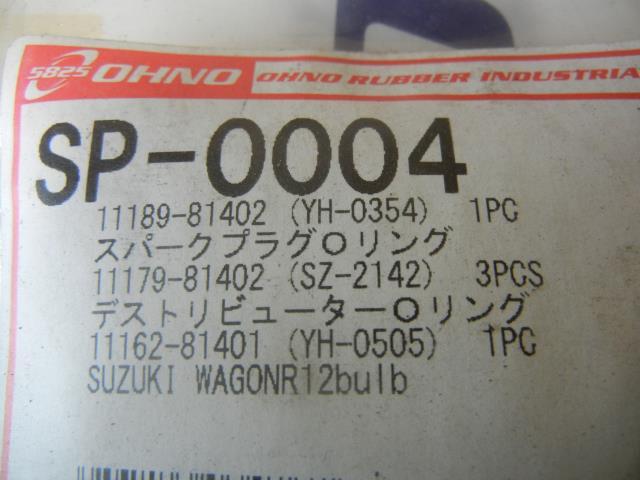 5825 OHNO OHNO RUBBER INDUSTRIA
SP-0004
11189-81402 (YH-0354) 1PC
スパークプラグOリング
11179-81402 (SZ-2142) 3PCS
デストリビューターOリング
11162-81401 (YH-0505) 1PC
SUZUKI WAGONR12bulb